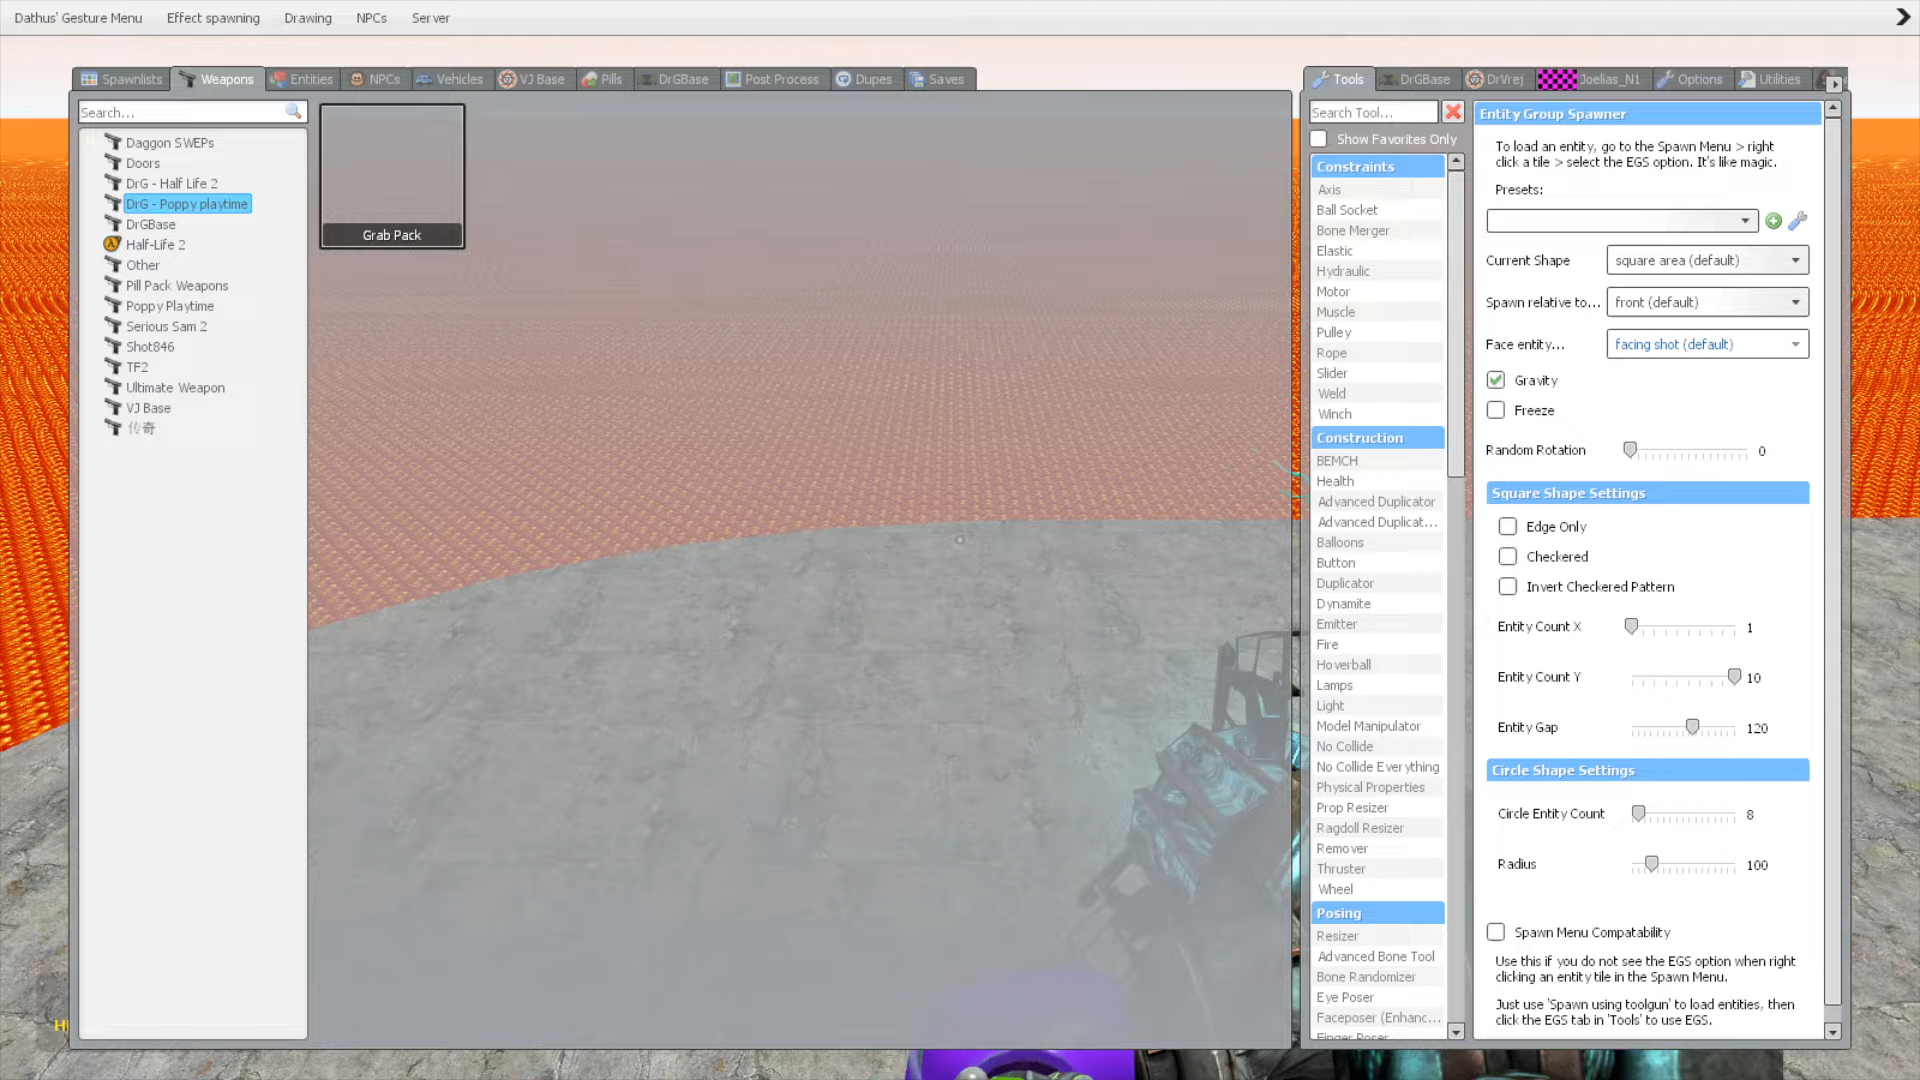 Dathus' Gesture Menu Effect spawning Drawing NPCs Server
Spawnlists Weapons Entities NPCs Vehicles VJ Base Pills DrGBase Post Process Dupes Saves
Search...
Daggon SWEPs
Doors
DrG - Half Life 2
DrG - Poppy playtime
DrGBase
Half-Life 2
Other
Pill Pack Weapons
Poppy Playtime
Serious Sam 2
Shot846
TF2
Ultimate Weapon
VJ Base
传奇
Grab Pack
Tools DrGBase DrVrej Joelias_N1 Options Utilities
Search Tool...
Show Favorites Only
Constraints
Axis
Ball Socket
Bone Merger
Elastic
Hydraulic
Motor
Muscle
Pulley
Rope
Slider
Weld
Winch
Construction
BEMCH
Health
Advanced Duplicator
Advanced Duplicat...
Balloons
Button
Duplicator
Dynamite
Emitter
Fire
Hoverball
Lamps
Light
Model Manipulator
No Collide
No Collide Everything
Physical Properties
Prop Resizer
Ragdoll Resizer
Remover
Thruster
Wheel
Posing
Resizer
Advanced Bone Tool
Bone Randomizer
Eye Poser
Faceposer (Enhanc...
Finger Poser
Entity Group Spawner
To load an entity, go to the Spawn Menu > right
click a tile > select the EGS option. It's like magic.
Presets:
Current Shape square area (default)
Spawn relative to... front (default)
Face entity... facing shot (default)
Gravity
Freeze
Random Rotation 0
Square Shape Settings
Edge Only
Checkered
Invert Checkered Pattern
Entity Count X 1
Entity Count Y 10
Entity Gap 120
Circle Shape Settings
Circle Entity Count 8
Radius 100
Spawn Menu Compatability
Use this if you do not see the EGS option when right
clicking an entity tile in the Spawn Menu.
Just use 'Spawn using toolgun' to load entities, then
click the EGS tab in 'Tools' to use EGS.